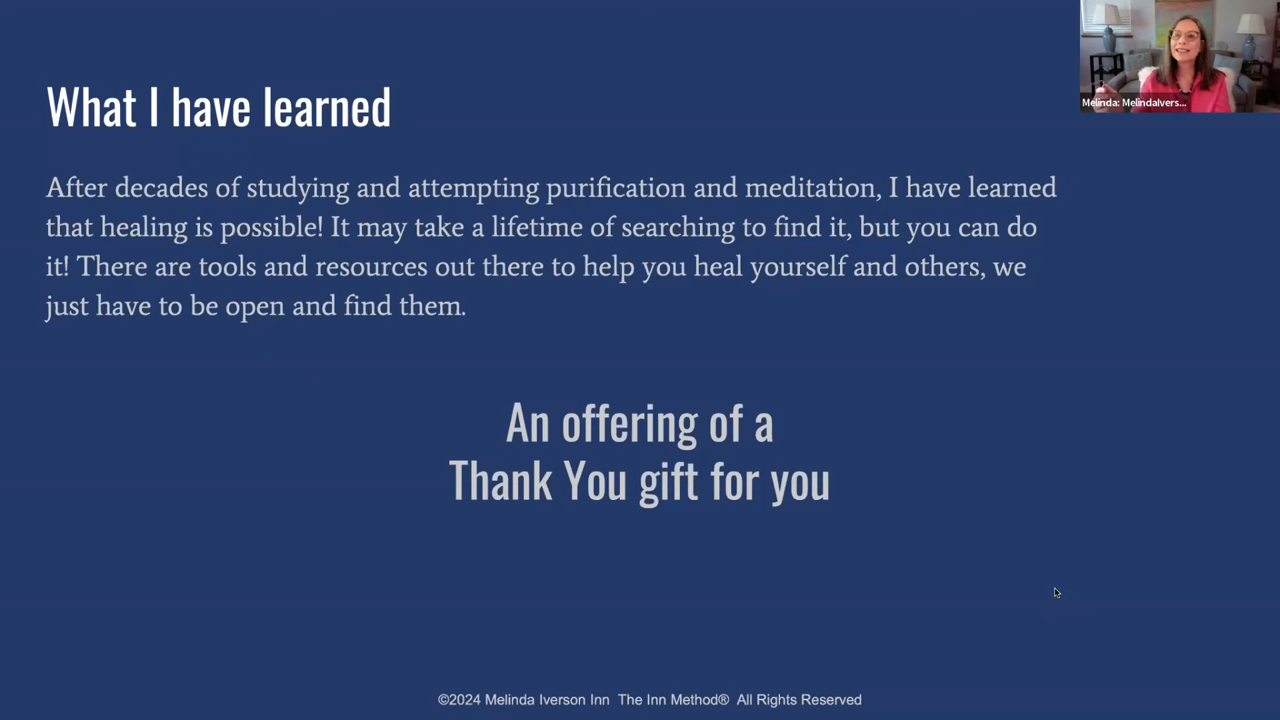 What I have learned
After decades of studying and attempting purification and meditation, I have learned
that healing is possible! It may take a lifetime of searching to find it, but you can do
it! There are tools and resources out there to help you heal yourself and others, we
just have to be open and find them.
An offering of a
Thank You gift for you
Melinda: MelindaIvers...
©2024 Melinda Iverson Inn The Inn Method® All Rights Reserved